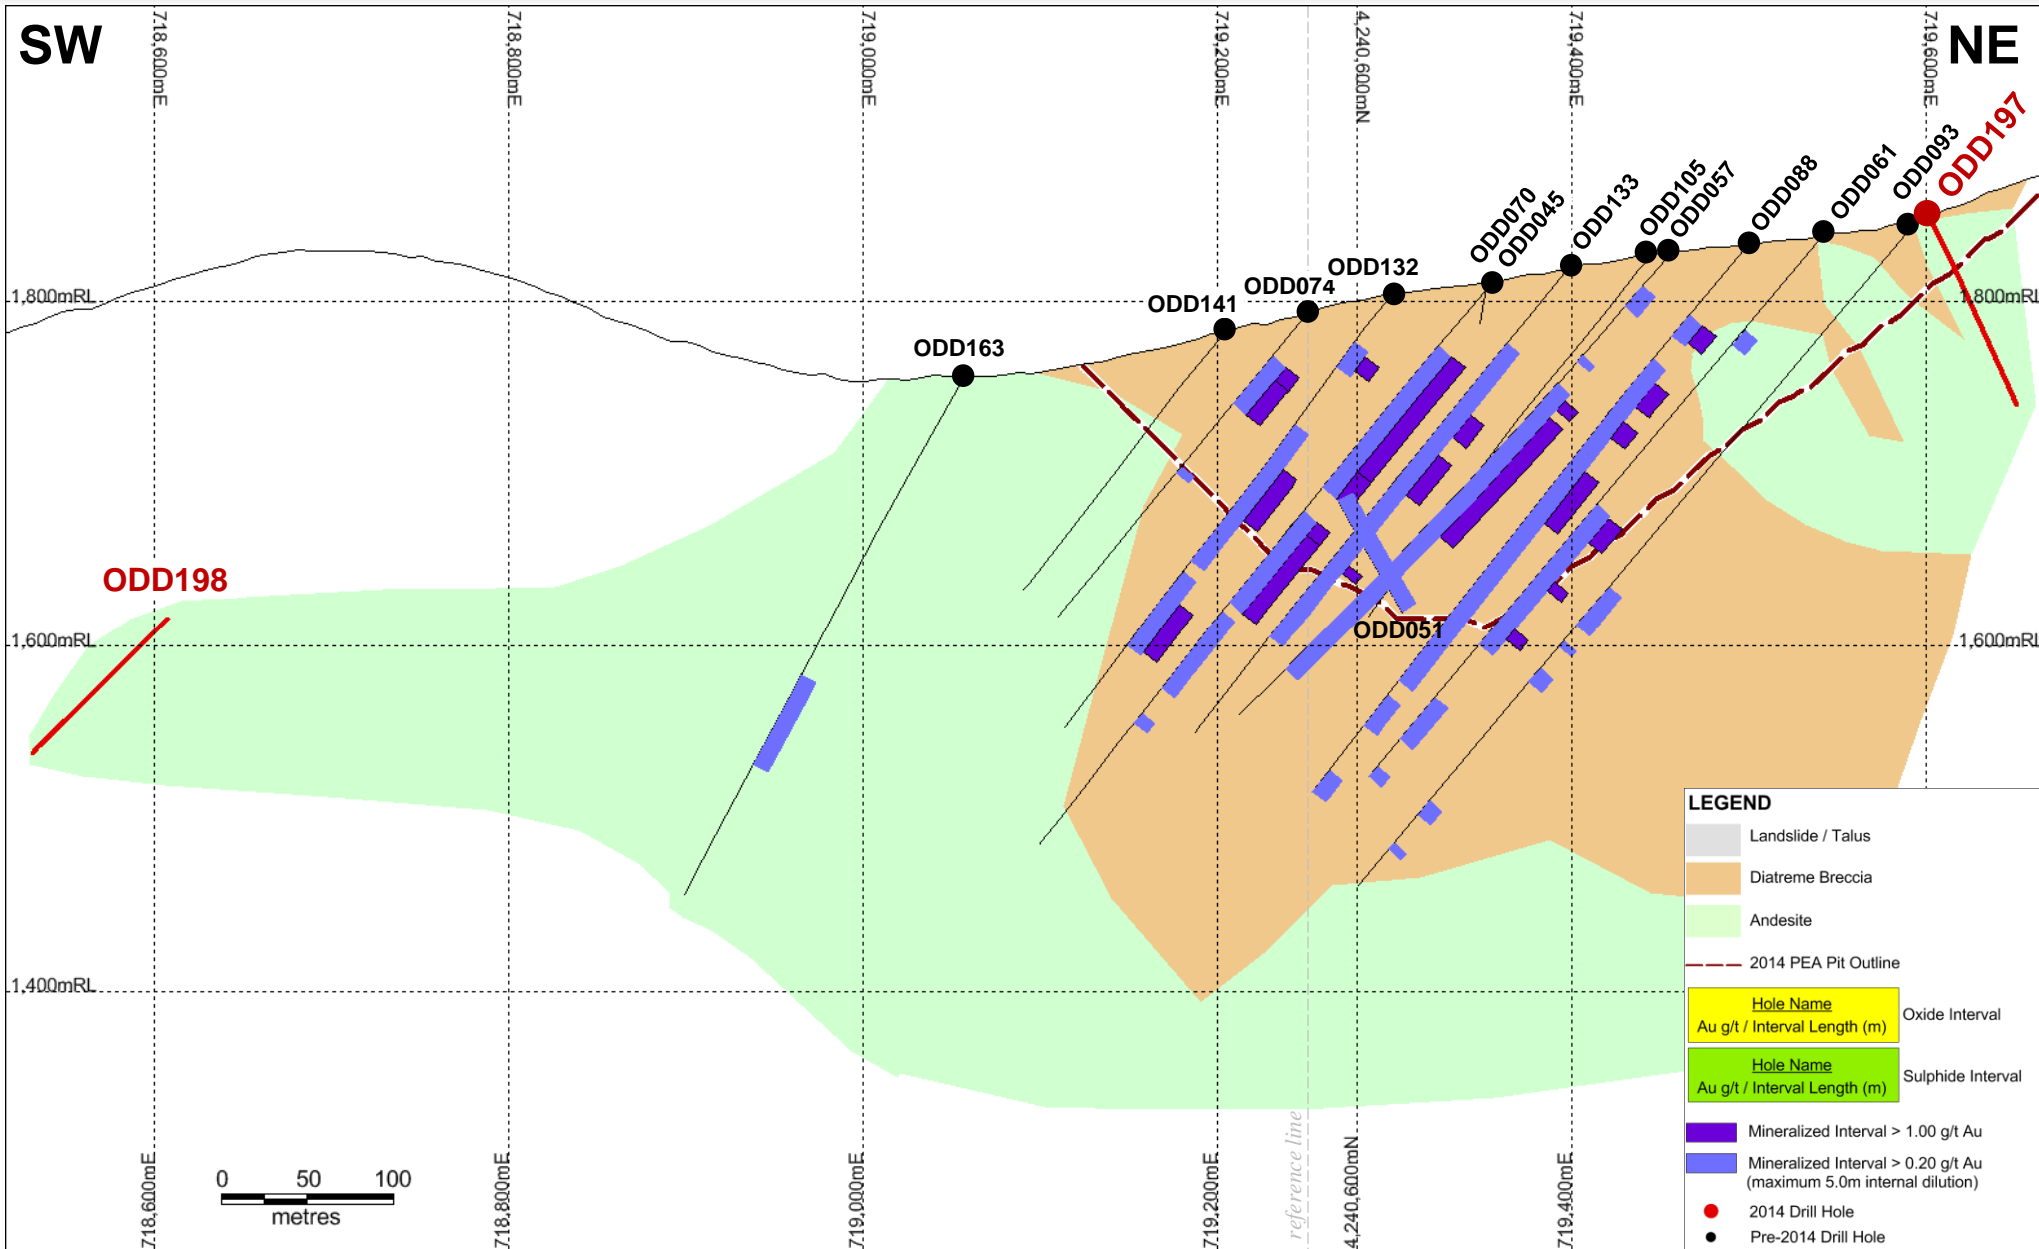 SW
NE
718,600mE
718,800mE
719,000mE
719,200mE
4,240,600mN
719,400mE
719,600mE
ODD197
ODD093
ODD061
ODD088
ODD057
ODD105
ODD133
ODD045
ODD070
ODD132
ODD074
ODD141
ODD163
1,800mRL
1,800mRL
ODD198
ODD051
1,600mRL
1,600mRL
1,400mRL
LEGEND
Landslide / Talus
Diatreme Breccia
Andesite
2014 PEA Pit Outline
Hole Name
Au g/t / Interval Length (m)
Oxide Interval
Hole Name
Au g/t / Interval Length (m)
Sulphide Interval
Mineralized Interval > 1.00 g/t Au
Mineralized Interval > 0.20 g/t Au
(maximum 5.0m internal dilution)
2014 Drill Hole
Pre-2014 Drill Hole
0 50 100
metres
reference line
718,600mE
718,800mE
719,000mE
719,200mE
4,240,600mN
719,400mE